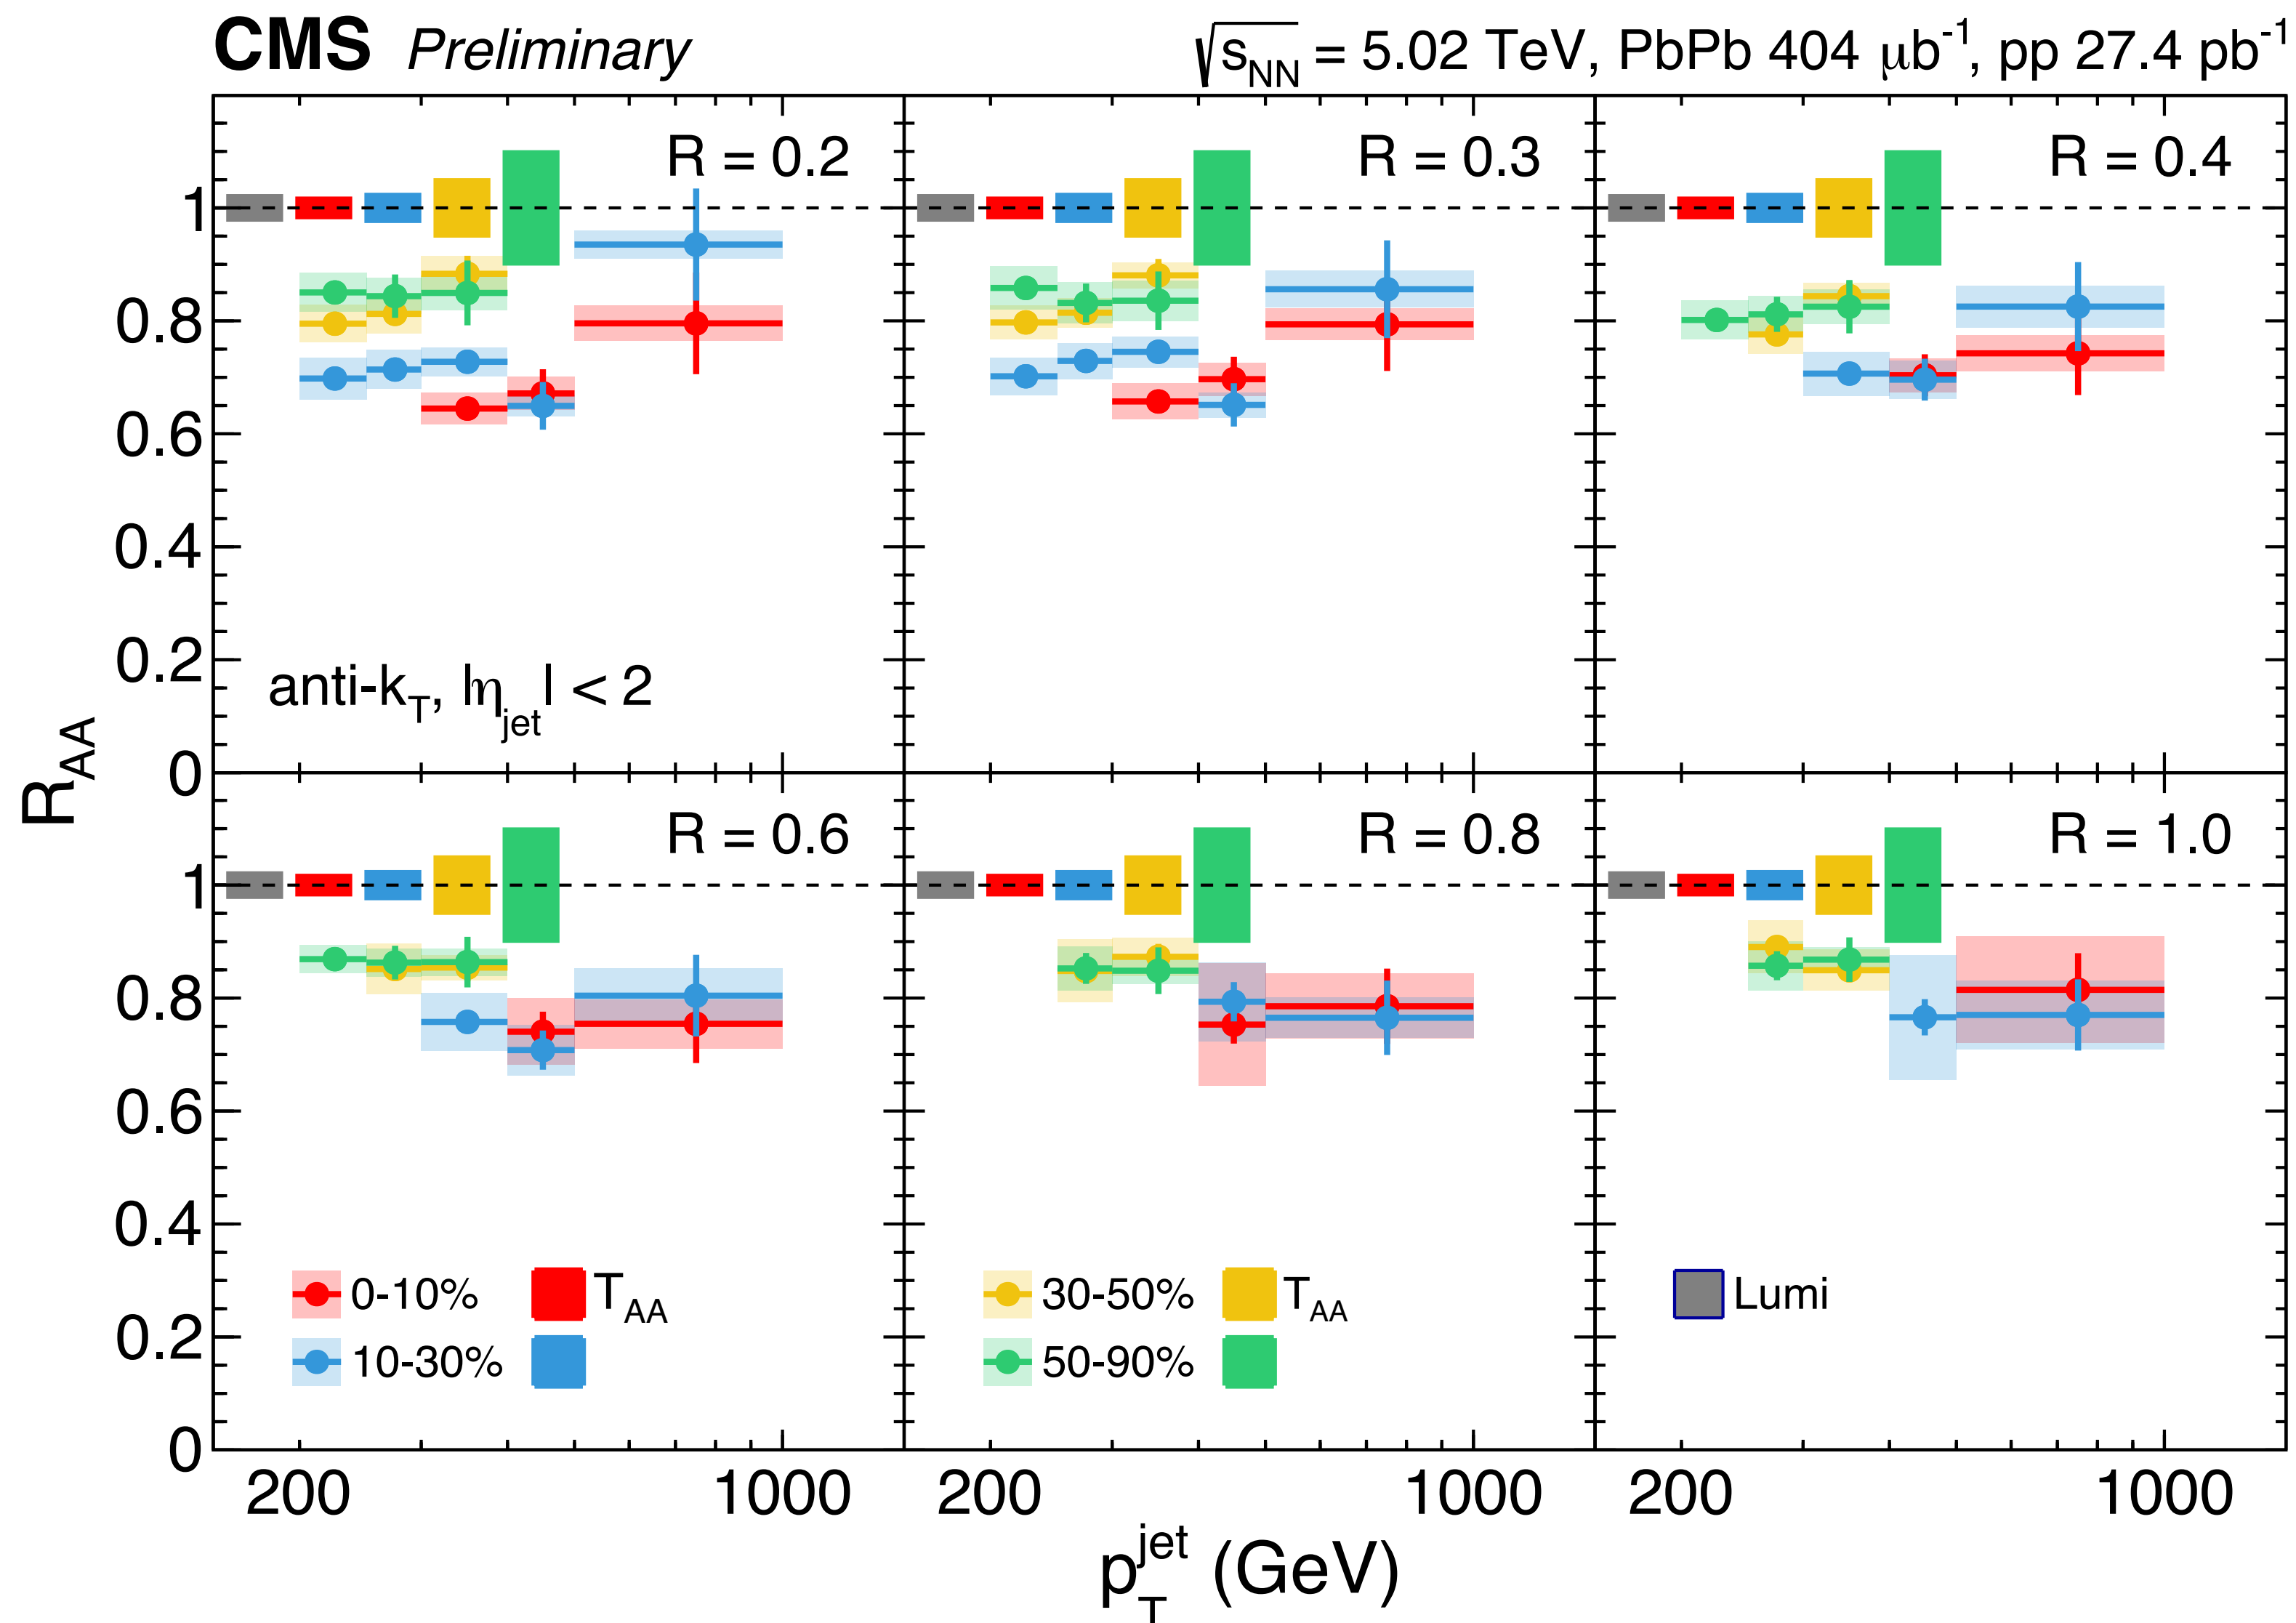 CMS Preliminary
√sNN = 5.02 TeV, PbPb 404 μb-1, pp 27.4 pb-1
R = 0.2
R = 0.3
R = 0.4
1
0.8
0.6
0.4
0.2
0
anti-kT, |ηjet| < 2
RAA
R = 0.6
R = 0.8
R = 1.0
1
0.8
0.6
0.4
0.2
0
0-10% TAA
10-30%
30-50% TAA
50-90%
Lumi
200 1000 200 1000 200 1000
pTjet (GeV)